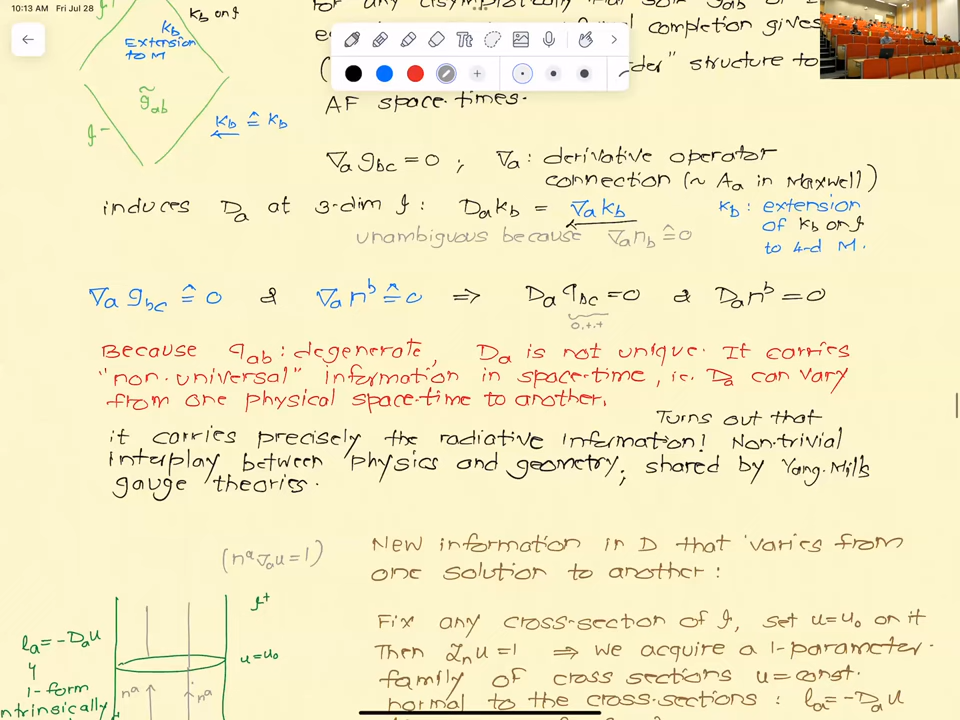 10:13 AM Fri Jul 28
k_b on ℐ
k_b
Extension
to M
completion gives
structure to
g̃_ab
AF space-times.
ℐ⁻
k_b ≙ k_b
∇_a g_bc = 0 ; ∇_a : derivative operator
connection (~ A_a in Maxwell)
induces D_a at 3-dim ℐ : D_a k_b = ∇_a k_b
k_b : extension
of k_b on ℐ
to 4-d M.
unambiguous because ∇_a n_b ≙ 0
∇_a g_bc ≙ 0 & ∇_a n^b ≙ 0 ⇒ D_a q_bc = 0 & D_a n^b = 0
0,+,+
Because q_ab : degenerate, D_a is not unique. It carries
"non-universal" information in space-time, i.e. D_a can vary
from one physical space-time to another.
Turns out that
it carries precisely the radiative information! Non-trivial
interplay between physics and geometry; shared by Yang-Mills
gauge theories.
(n^a ∇_a u = 1)
New information in D that varies from
one solution to another :
ℐ⁺
Fix any cross-section of ℐ, set u = u₀ on it
l_a = -D_a u
u = u₀
Then ℒ_n u = 1 ⇒ we acquire a 1-parameter
family of cross sections u = const.
1-form
n^a
n^a
normal to the cross-sections : l_a = -D_a u
intrinsically